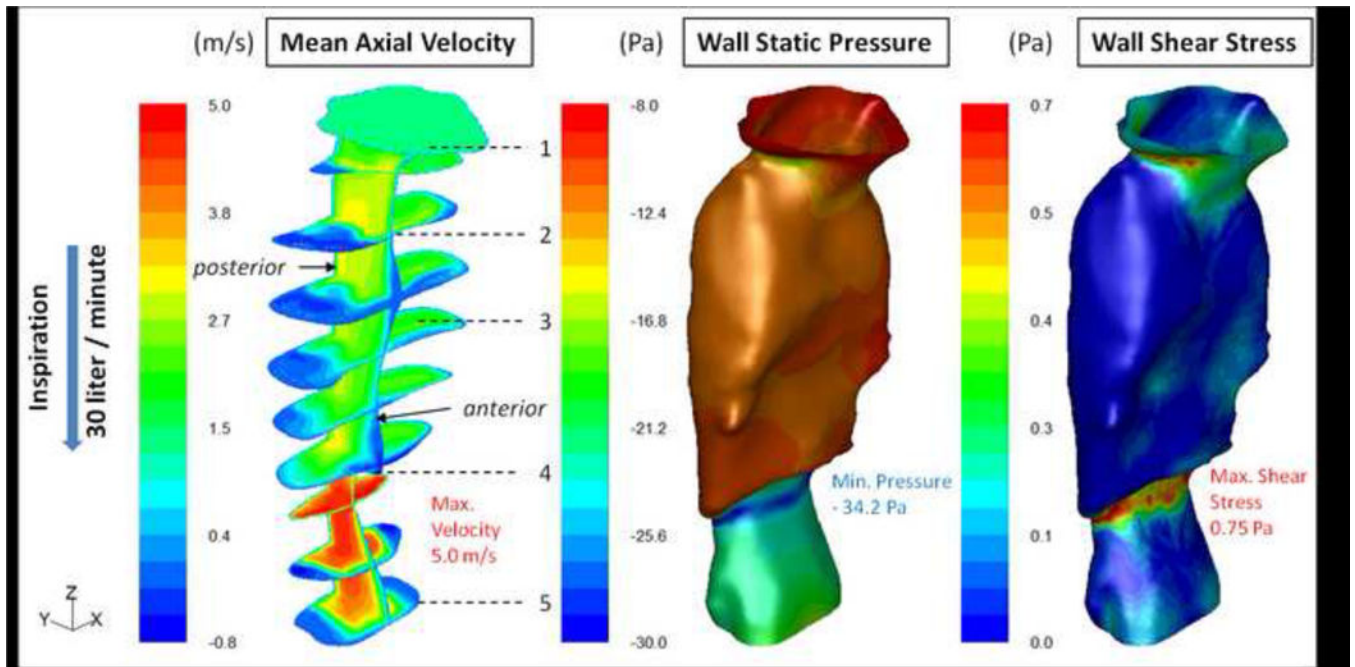 (m/s) Mean Axial Velocity
(Pa) Wall Static Pressure
(Pa) Wall Shear Stress
5.0
3.8
2.7
1.5
0.4
-0.8
Inspiration
30 liter / minute
Z
Y X
1
2
posterior
3
anterior
4
Max.
Velocity
5.0 m/s
5
-8.0
-12.4
-16.8
-21.2
-25.6
-30.0
Min. Pressure
- 34.2 Pa
0.7
0.5
0.4
0.3
0.1
0.0
Max. Shear
Stress
0.75 Pa